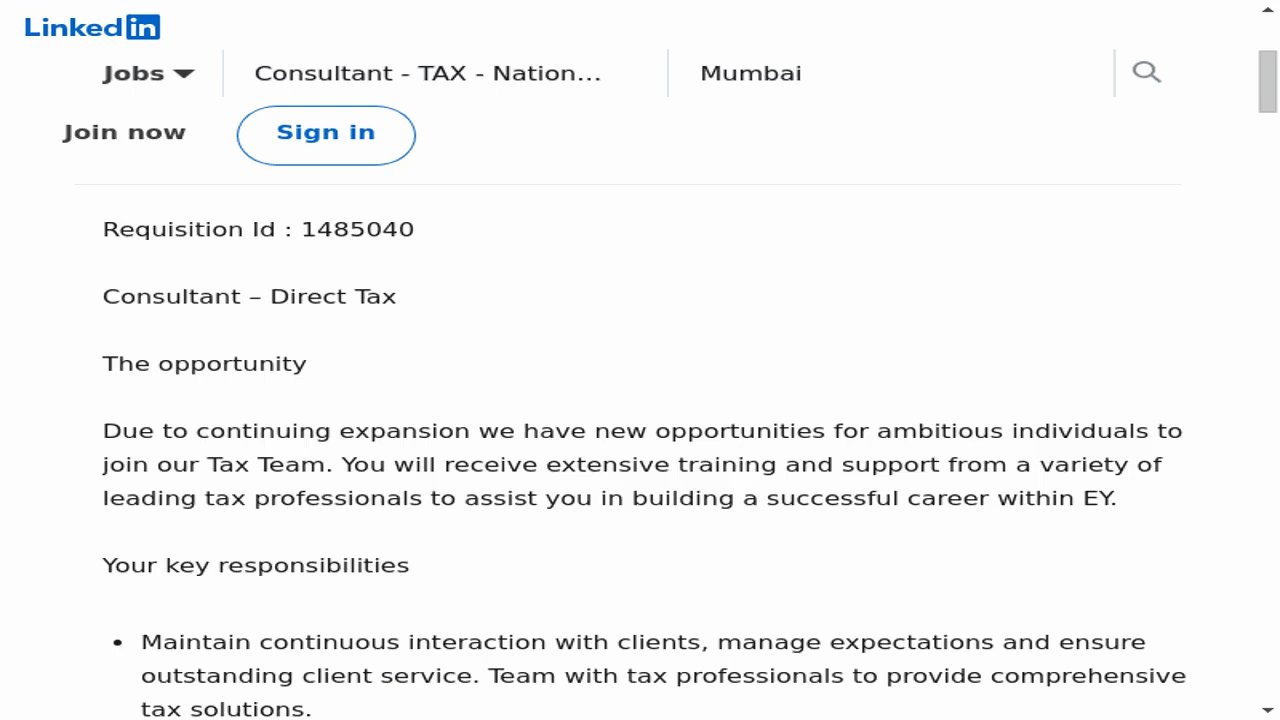 Linked in
Jobs
Consultant - TAX - Nation...
Mumbai
Join now
Sign in
Requisition Id : 1485040
Consultant – Direct Tax
The opportunity
Due to continuing expansion we have new opportunities for ambitious individuals to
join our Tax Team. You will receive extensive training and support from a variety of
leading tax professionals to assist you in building a successful career within EY.
Your key responsibilities
• Maintain continuous interaction with clients, manage expectations and ensure
outstanding client service. Team with tax professionals to provide comprehensive
tax solutions.